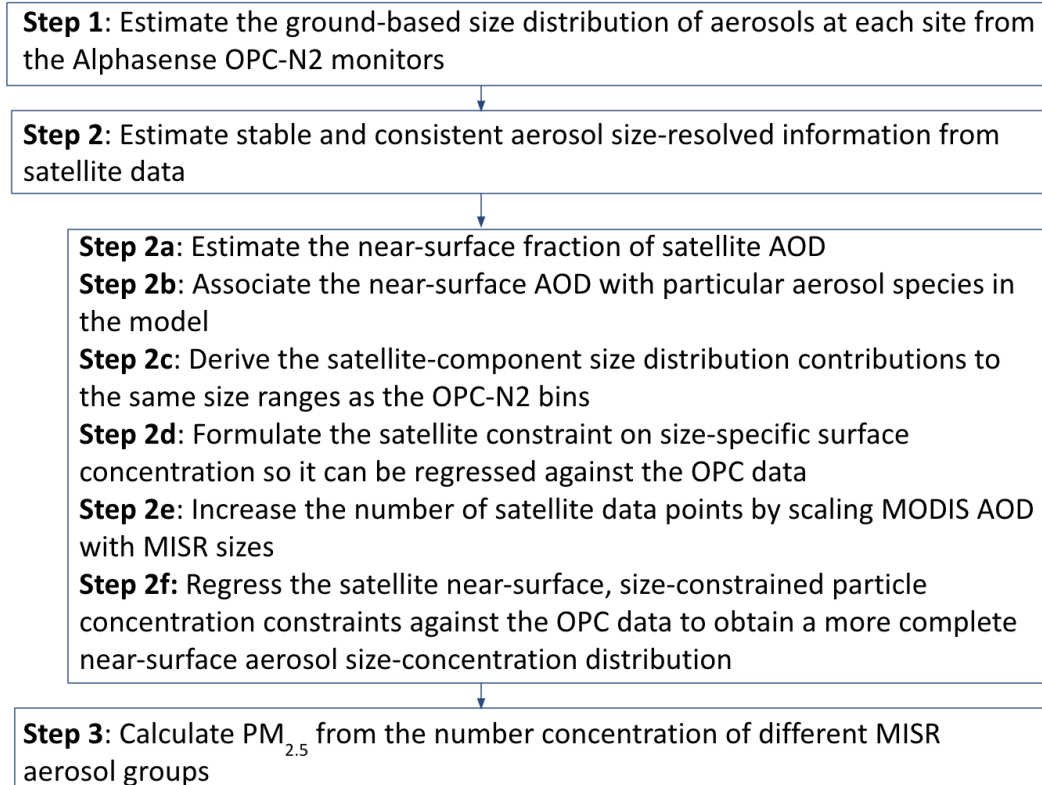 Step 1: Estimate the ground-based size distribution of aerosols at each site from
the Alphasense OPC-N2 monitors
Step 2: Estimate stable and consistent aerosol size-resolved information from
satellite data
Step 2a: Estimate the near-surface fraction of satellite AOD
Step 2b: Associate the near-surface AOD with particular aerosol species in
the model
Step 2c: Derive the satellite-component size distribution contributions to
the same size ranges as the OPC-N2 bins
Step 2d: Formulate the satellite constraint on size-specific surface
concentration so it can be regressed against the OPC data
Step 2e: Increase the number of satellite data points by scaling MODIS AOD
with MISR sizes
Step 2f: Regress the satellite near-surface, size-constrained particle
concentration constraints against the OPC data to obtain a more complete
near-surface aerosol size-concentration distribution
Step 3: Calculate PM2.5 from the number concentration of different MISR
aerosol groups